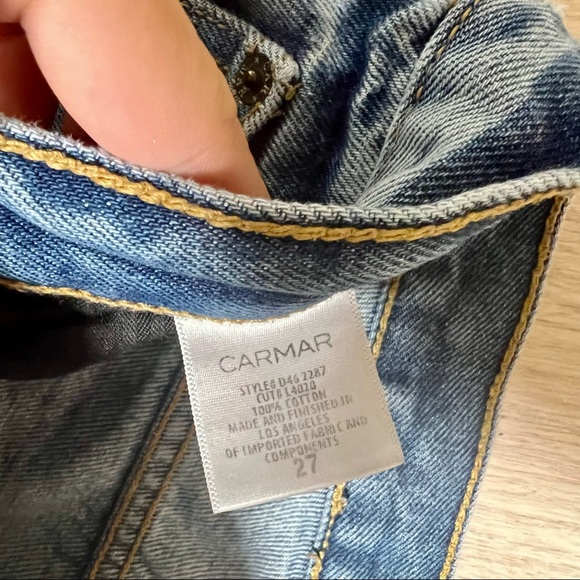 CARMAR
STYLE# D46 2287
CUT# L4020
100% COTTON
MADE AND FINISHED IN
LOS ANGELES
OF IMPORTED FABRIC AND
COMPONENTS
27